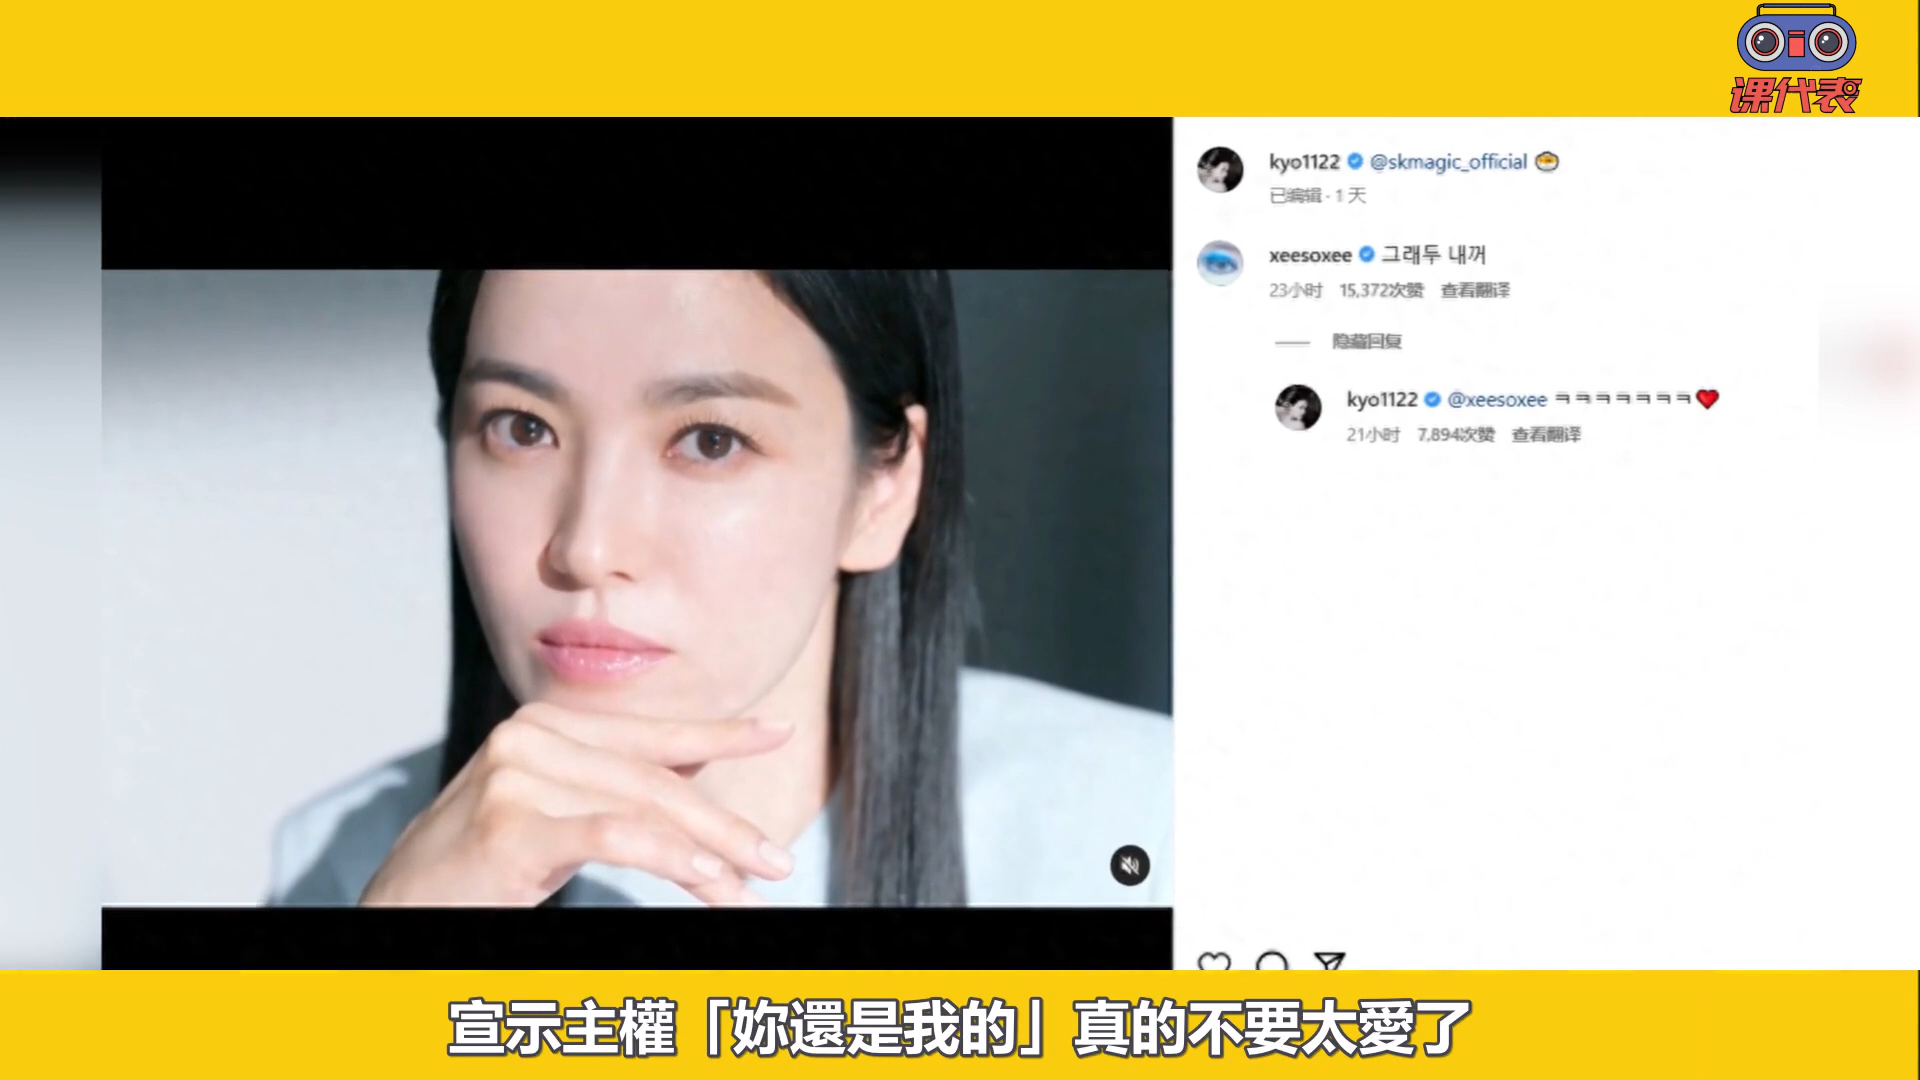 课代表
kyo1122 @skmagic_official
已编辑 · 1 天
xeesoxee 그래두 내꺼
23小时 15,372次赞 查看翻译
隐藏回复
kyo1122 @xeesoxee ㅋㅋㅋㅋㅋㅋㅋ❤️
21小时 7,894次赞 查看翻译
宣示主權「妳還是我的」真的不要太愛了